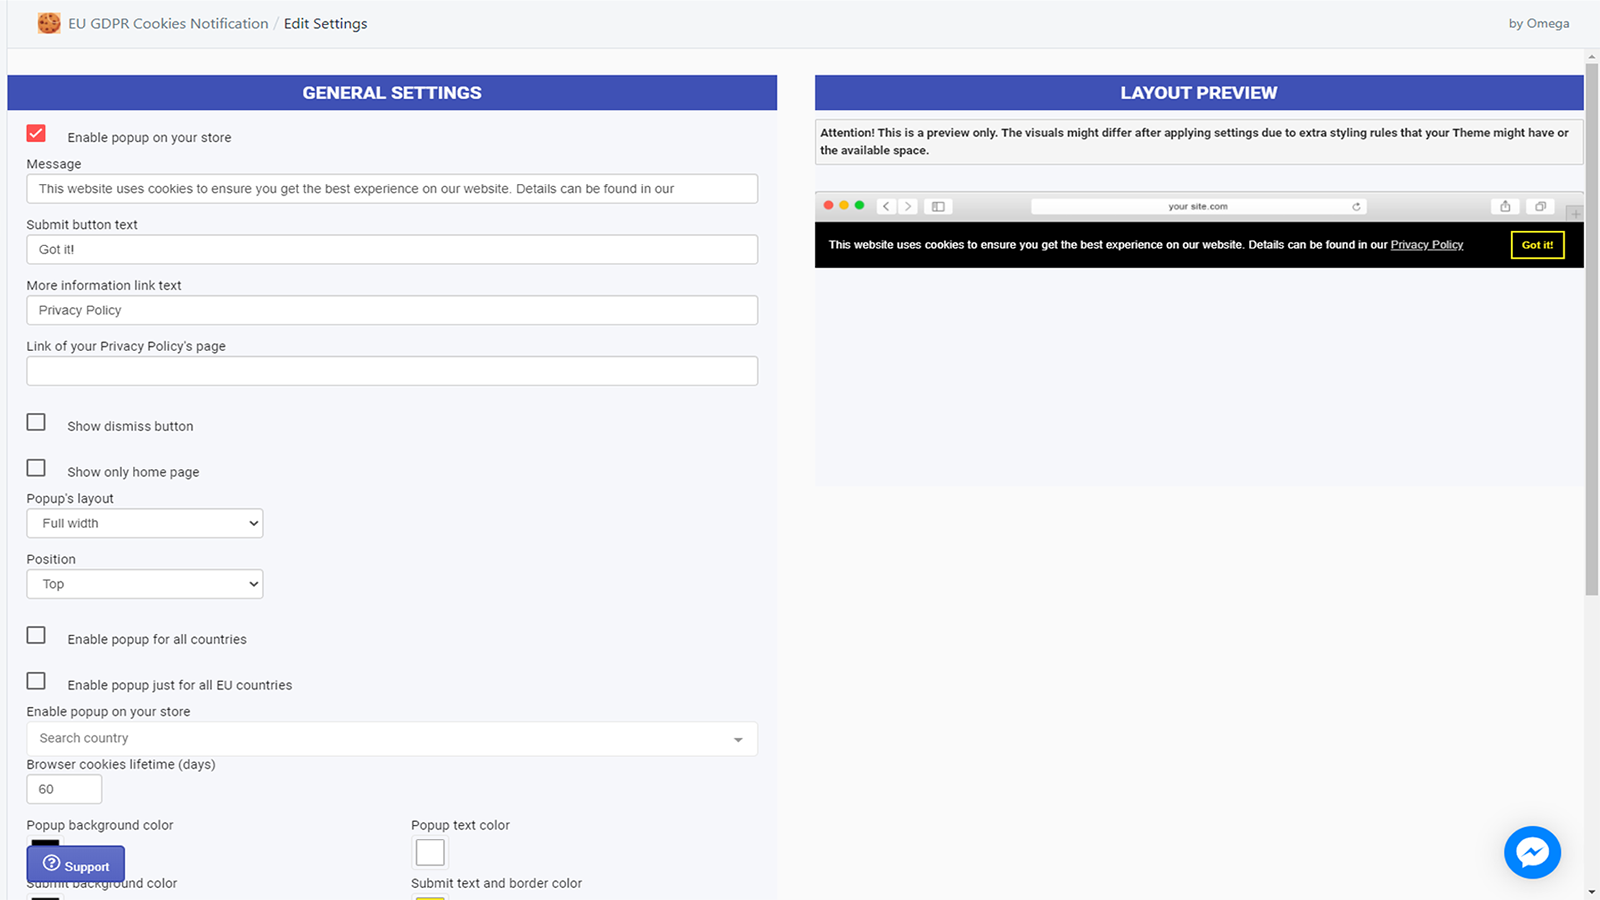 EU GDPR Cookies Notification / Edit Settings
by Omega
GENERAL SETTINGS
Enable popup on your store
Message
This website uses cookies to ensure you get the best experience on our website. Details can be found in our
Submit button text
Got it!
More information link text
Privacy Policy
Link of your Privacy Policy's page
Show dismiss button
Show only home page
Popup's layout
Full width
Position
Top
Enable popup for all countries
Enable popup just for all EU countries
Enable popup on your store
Search country
Browser cookies lifetime (days)
60
Popup background color
Popup text color
Support
Submit background color
Submit text and border color
LAYOUT PREVIEW
Attention! This is a preview only. The visuals might differ after applying settings due to extra styling rules that your Theme might have or
the available space.
your site.com
This website uses cookies to ensure you get the best experience on our website. Details can be found in our Privacy Policy
Got it!